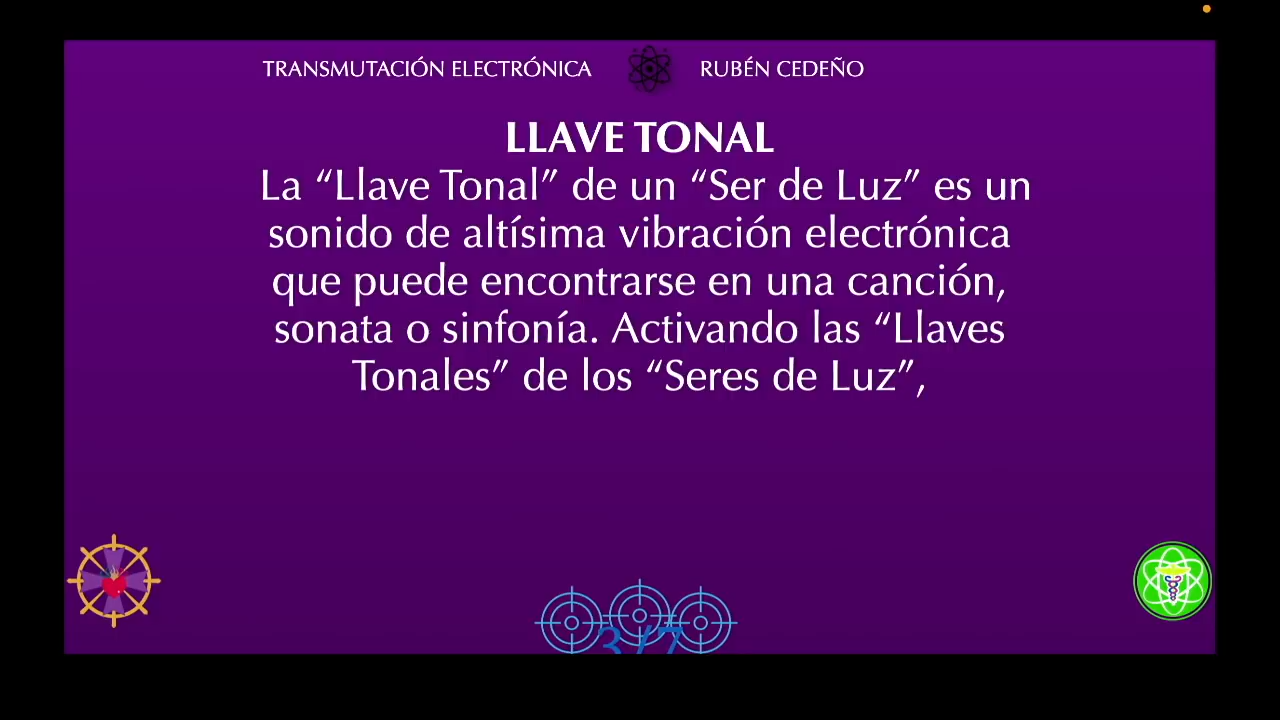 TRANSMUTACIÓN ELECTRÓNICA RUBÉN CEDEÑO
LLAVE TONAL
La “Llave Tonal” de un “Ser de Luz” es un
sonido de altísima vibración electrónica
que puede encontrarse en una canción,
sonata o sinfonía. Activando las “Llaves
Tonales” de los “Seres de Luz”,
3/7